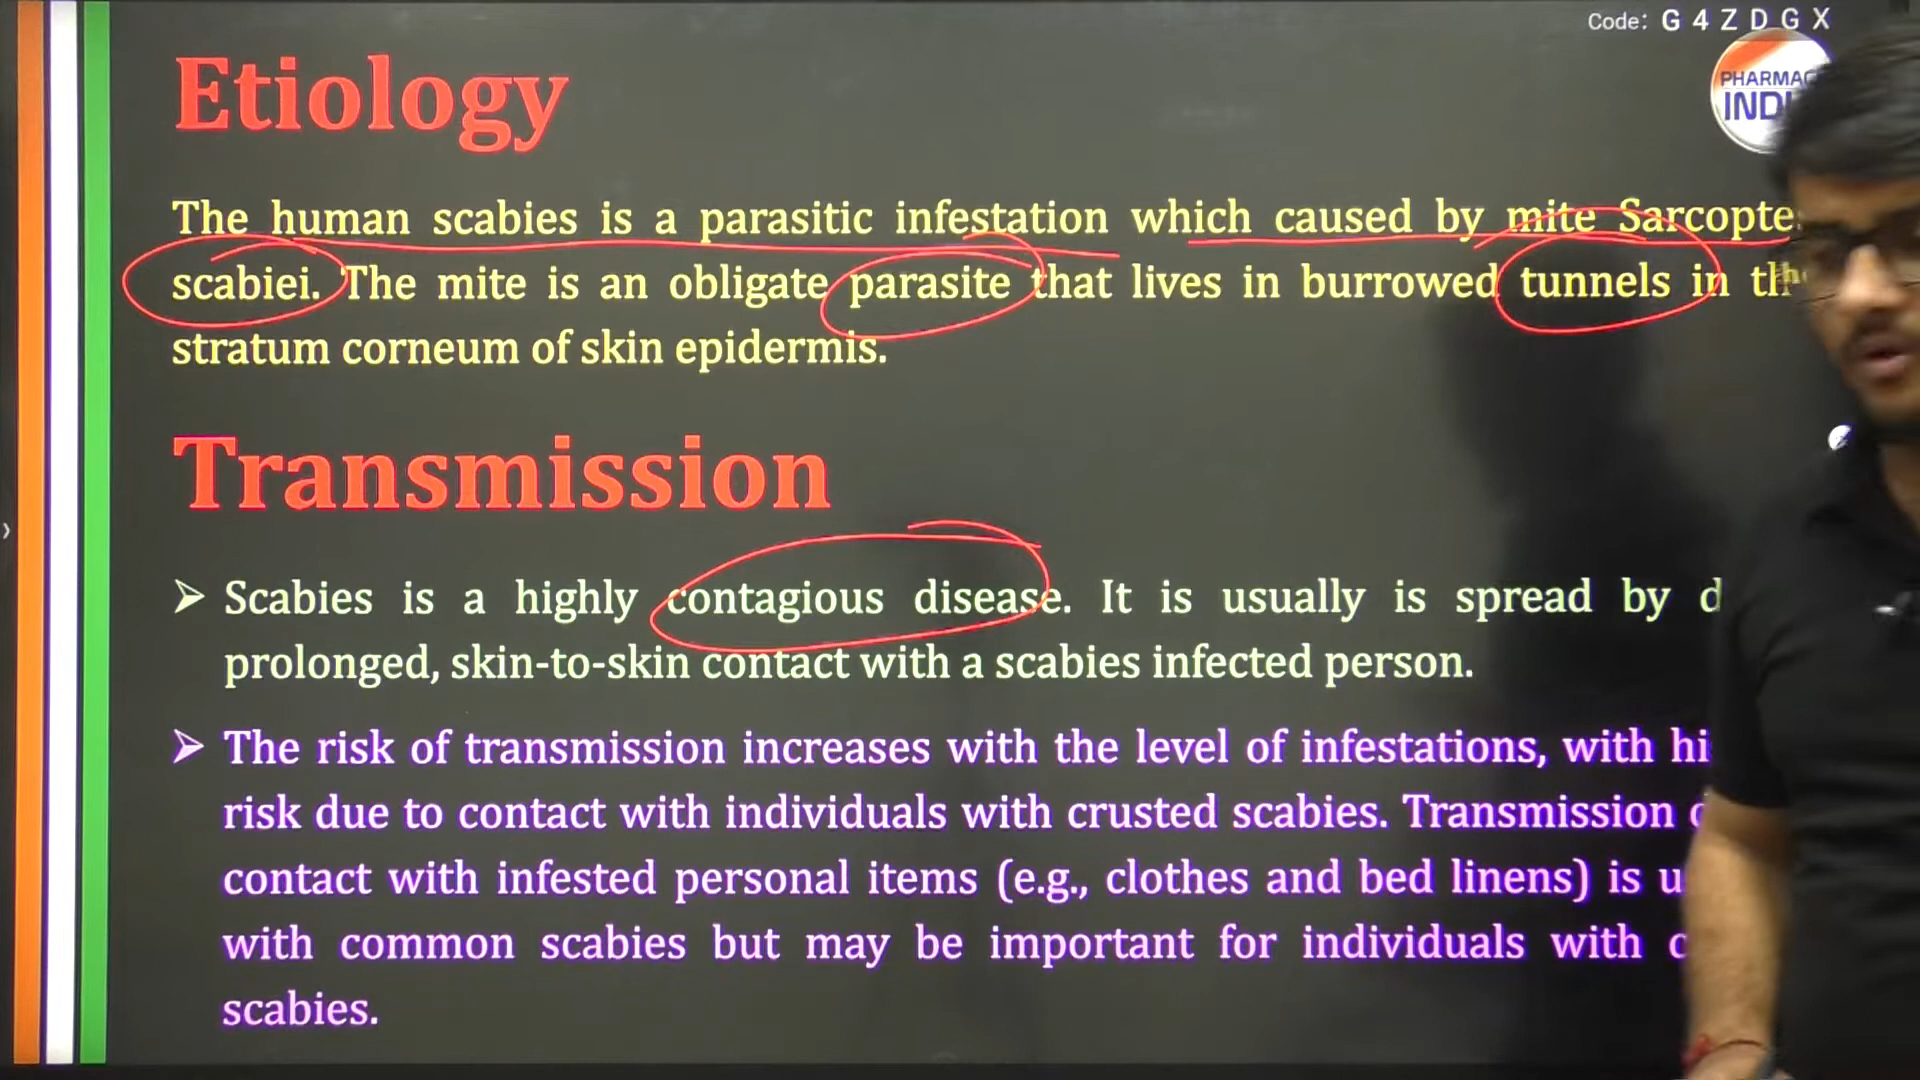 Code: G 4 Z D G X
PHARMAC
INDI
Etiology
The human scabies is a parasitic infestation which caused by mite Sarcopte
scabiei. The mite is an obligate parasite that lives in burrowed tunnels in the
stratum corneum of skin epidermis.
Transmission
➢ Scabies is a highly contagious disease. It is usually is spread by d
prolonged, skin-to-skin contact with a scabies infected person.
➢ The risk of transmission increases with the level of infestations, with hi
risk due to contact with individuals with crusted scabies. Transmission
contact with infested personal items (e.g., clothes and bed linens) is u
with common scabies but may be important for individuals with c
scabies.